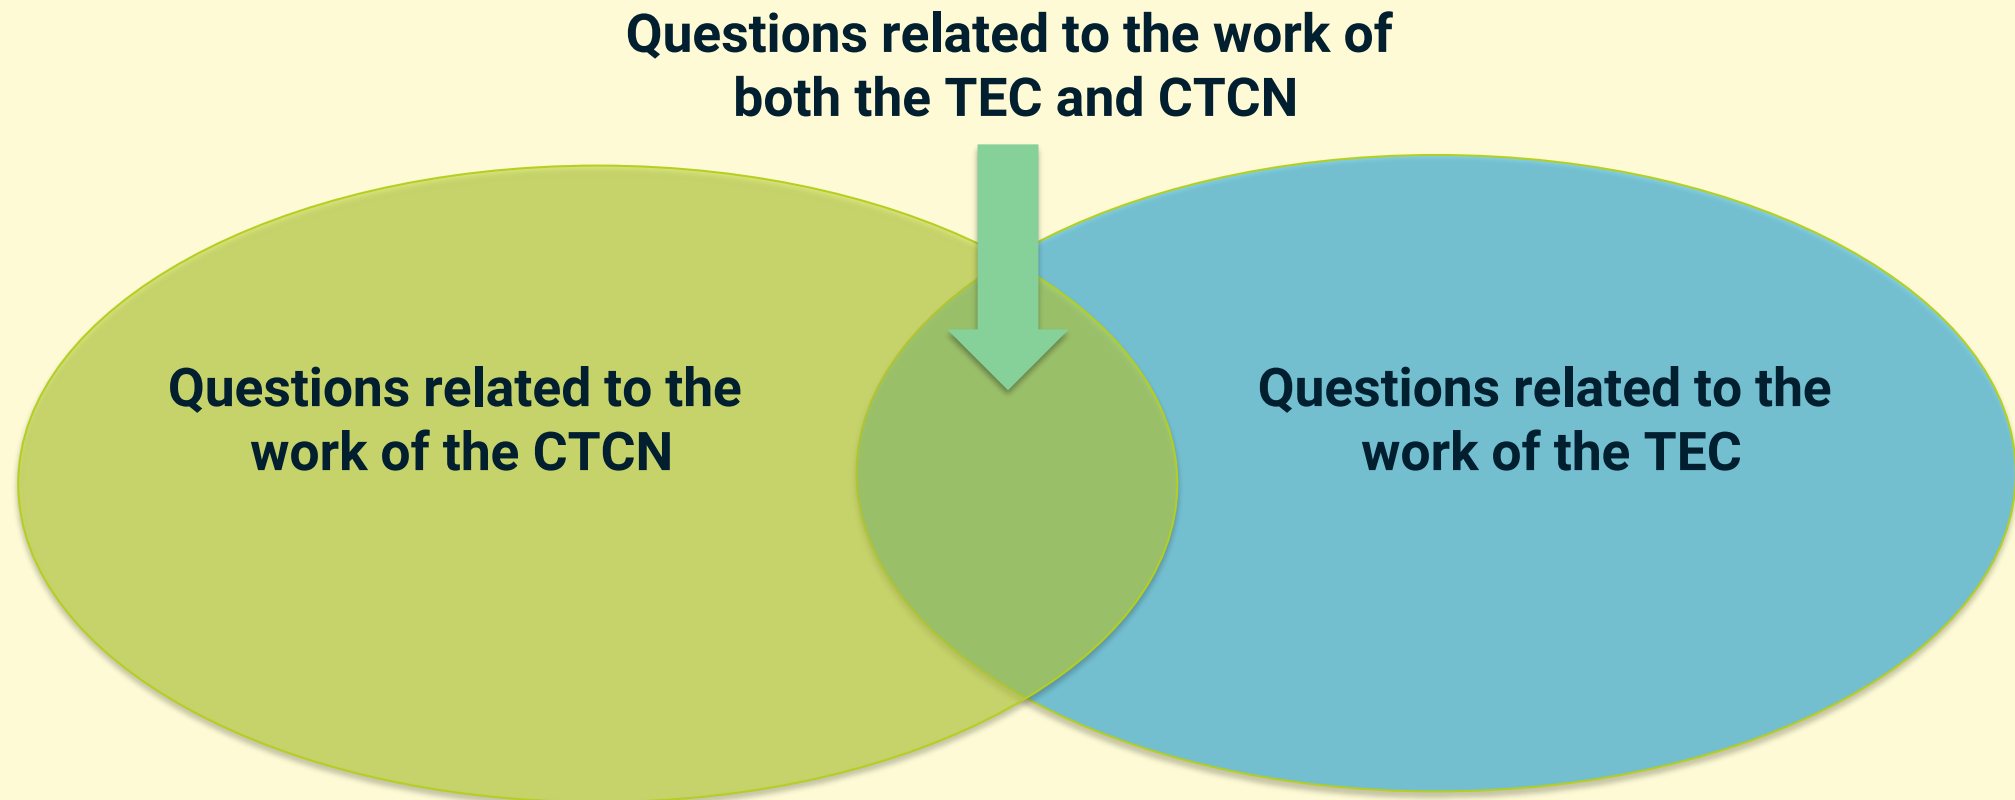 Questions related to the work of
both the TEC and CTCN
Questions related to the
work of the CTCN
Questions related to the
work of the TEC